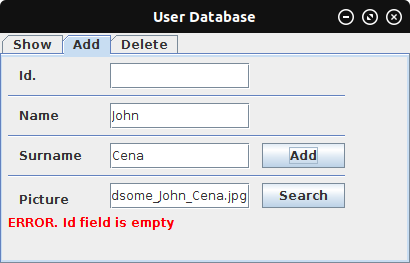 User Database
Show Add Delete
Id.
Name John
Surname Cena Add
Picture dsome_John_Cena.jpg Search
ERROR. Id field is empty